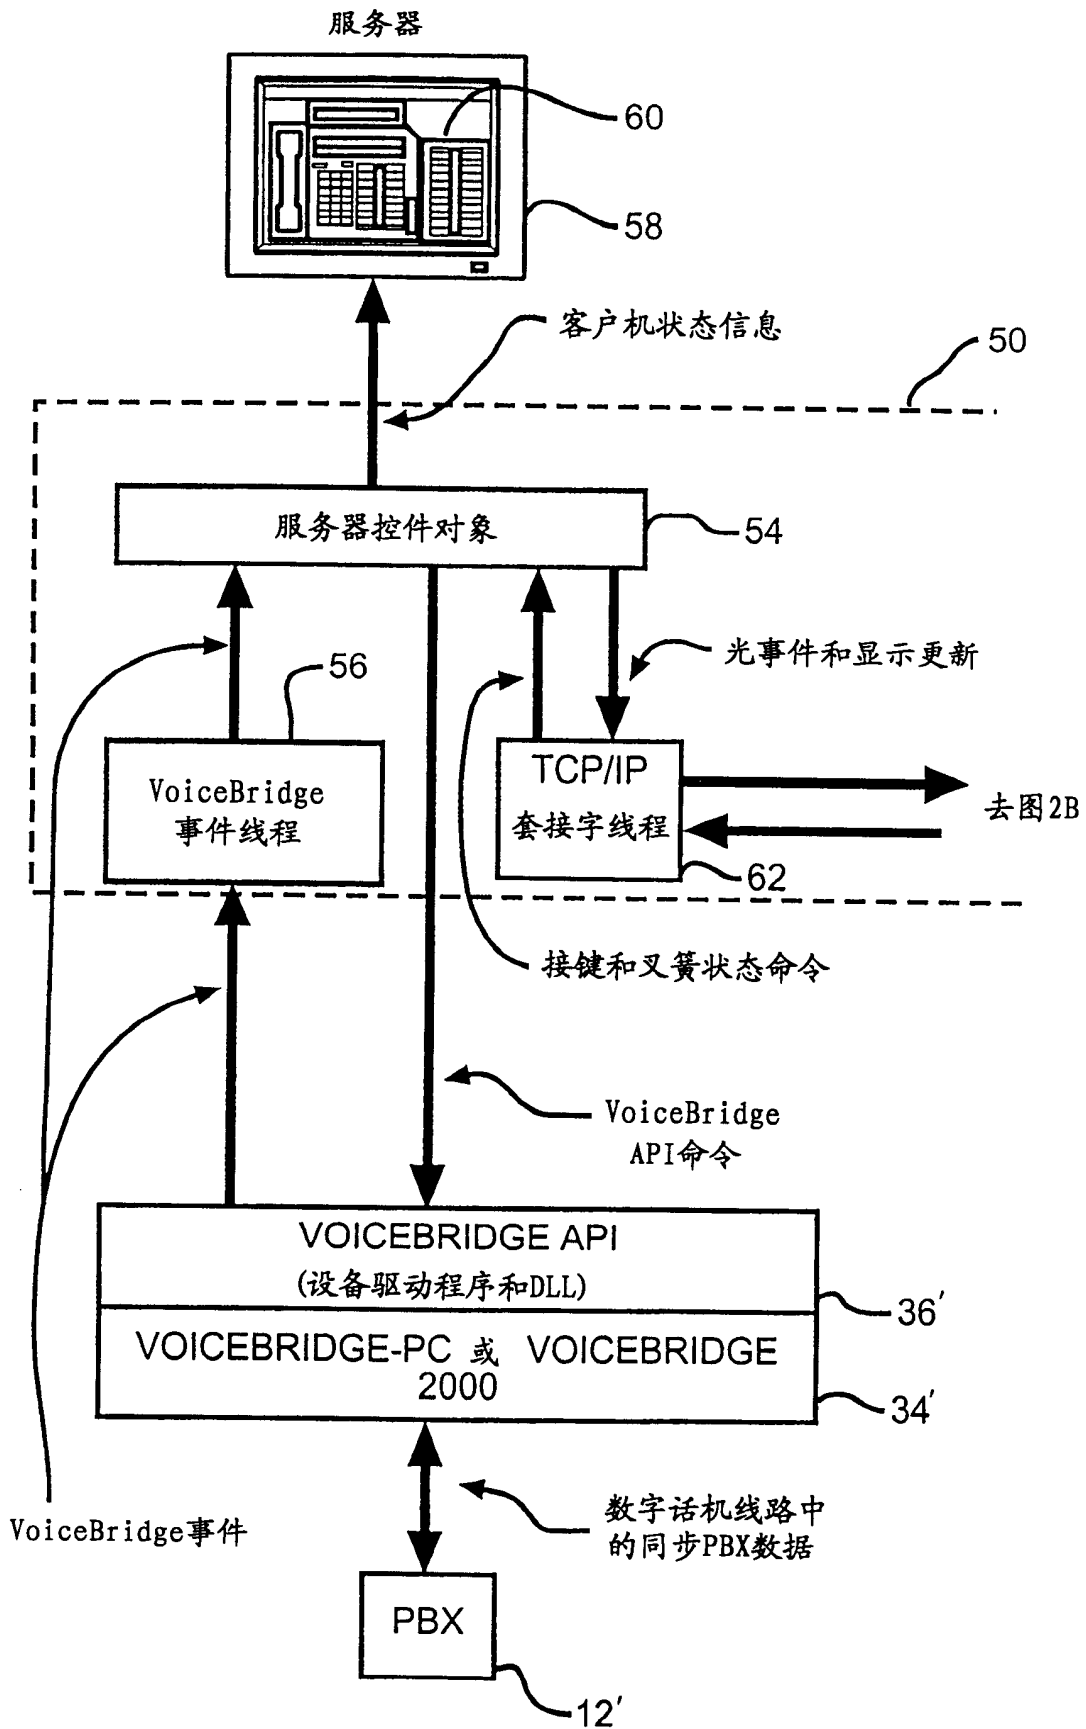 服务器
60
58
客户机状态信息
50
服务器控件对象
54
光事件和显示更新
56
VoiceBridge
事件线程
TCP/IP
套接字线程
去图2B
62
接键和叉簧状态命令
VoiceBridge
API命令
VOICEBRIDGE API
(设备驱动程序和DLL)
36'
VOICEBRIDGE-PC 或 VOICEBRIDGE
2000
34'
VoiceBridge事件
数字话机线路中
的同步PBX数据
PBX
12'